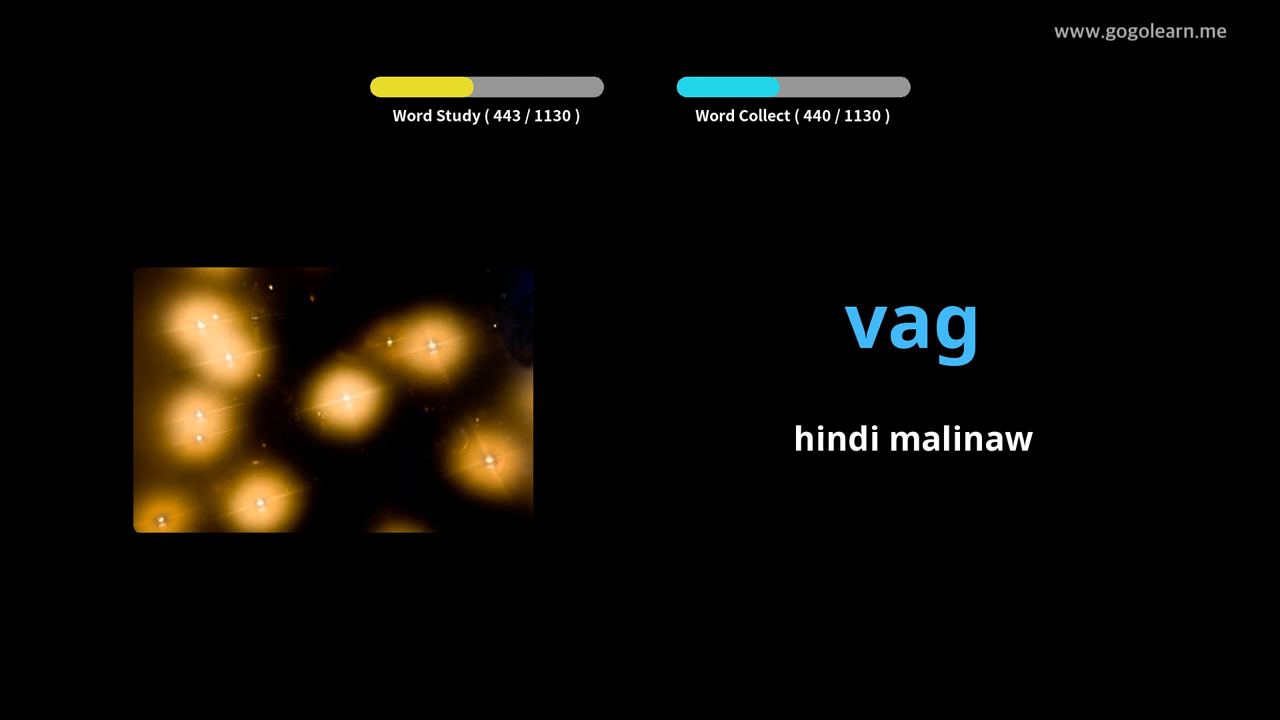 www.gogolearn.me
Word Study ( 443 / 1130 )
Word Collect ( 440 / 1130 )
vag
hindi malinaw